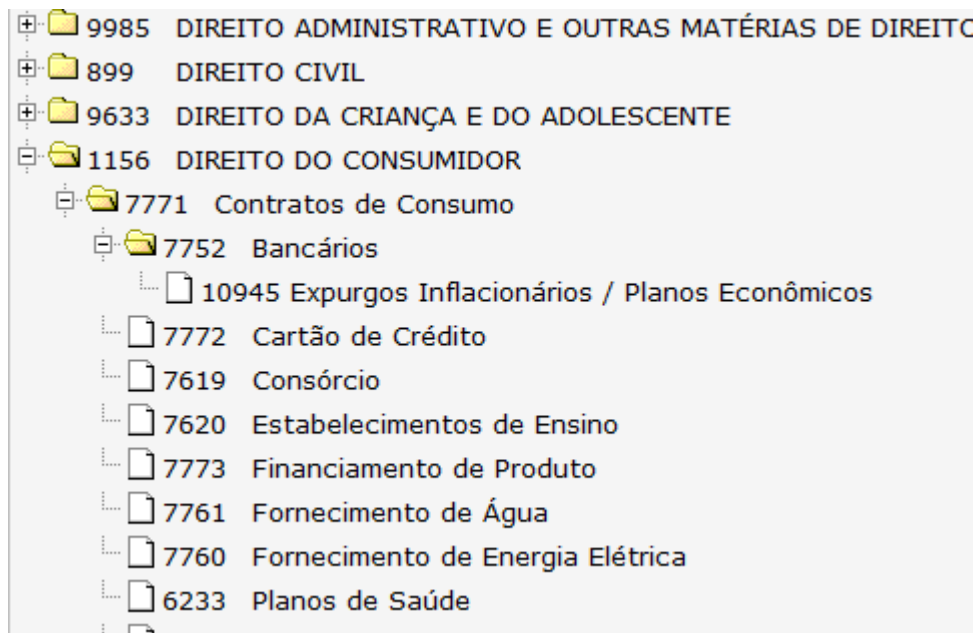 9985 DIREITO ADMINISTRATIVO E OUTRAS MATÉRIAS DE DIREITO
899 DIREITO CIVIL
9633 DIREITO DA CRIANÇA E DO ADOLESCENTE
1156 DIREITO DO CONSUMIDOR
7771 Contratos de Consumo
7752 Bancários
10945 Expurgos Inflacionários / Planos Econômicos
7772 Cartão de Crédito
7619 Consórcio
7620 Estabelecimentos de Ensino
7773 Financiamento de Produto
7761 Fornecimento de Água
7760 Fornecimento de Energia Elétrica
6233 Planos de Saúde